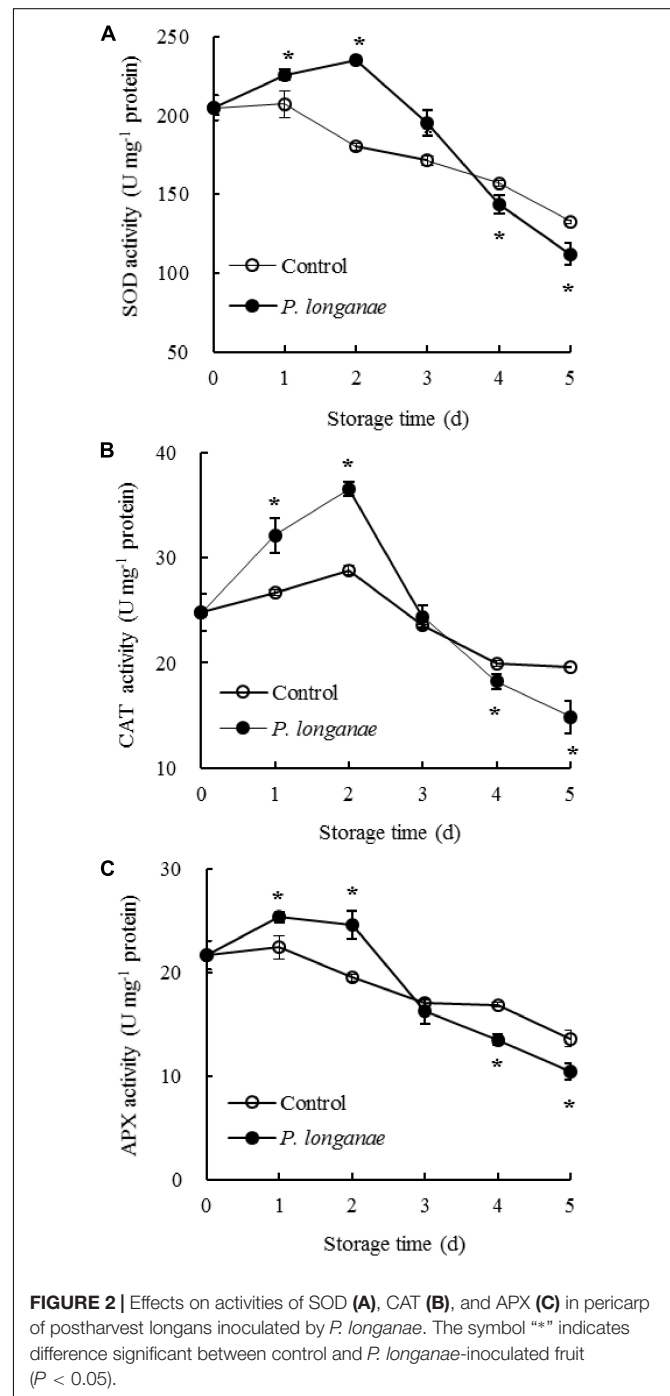 A
250
200
150
100
50
SOD activity (U mg⁻¹ protein)
* *
* *
Control
P. longanae
0 1 2 3 4 5
Storage time (d)
B
40
30
20
10
CAT activity (U mg⁻¹ protein)
* *
* *
Control
P. longanae
0 1 2 3 4 5
Storage time (d)
C
30
20
10
0
APX activity (U mg⁻¹ protein)
* *
* *
Control
P. longanae
0 1 2 3 4 5
Storage time (d)
FIGURE 2 | Effects on activities of SOD (A), CAT (B), and APX (C) in pericarp
of postharvest longans inoculated by P. longanae. The symbol “*” indicates
difference significant between control and P. longanae-inoculated fruit
(P < 0.05).